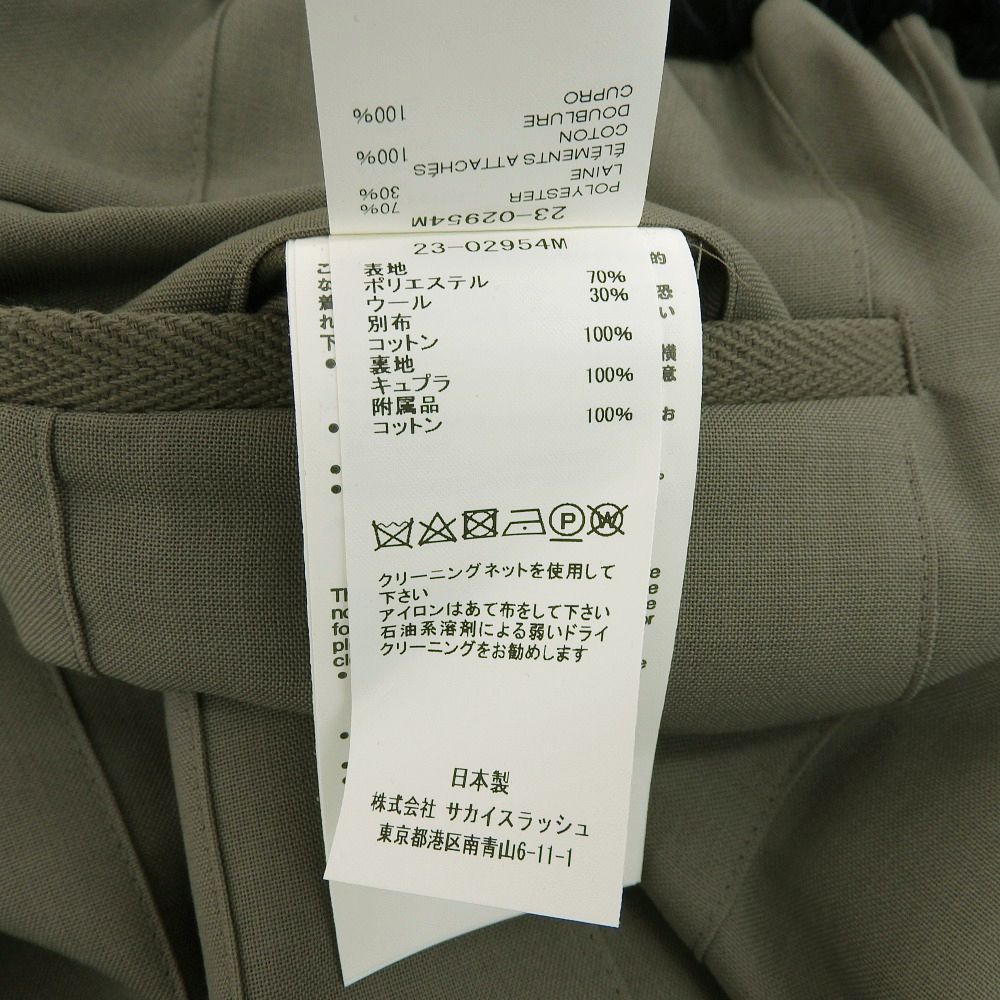 23-02954M
POLYESTER 70%
LAINE 30%
ÉLÉMENTS ATTACHÉS
COTON 100%
DOUBLURE
CUPRO 100%
23-02954M
表地
ポリエステル 70%
ウール 30%
別布
コットン 100%
裏地
キュプラ 100%
附属品
コットン 100%
P
W
クリーニングネットを使用して
下さい
アイロンはあて布をして下さい
石油系溶剤による弱いドライ
クリーニングをお勧めします
日本製
株式会社 サカイスラッシュ
東京都港区南青山6-11-1